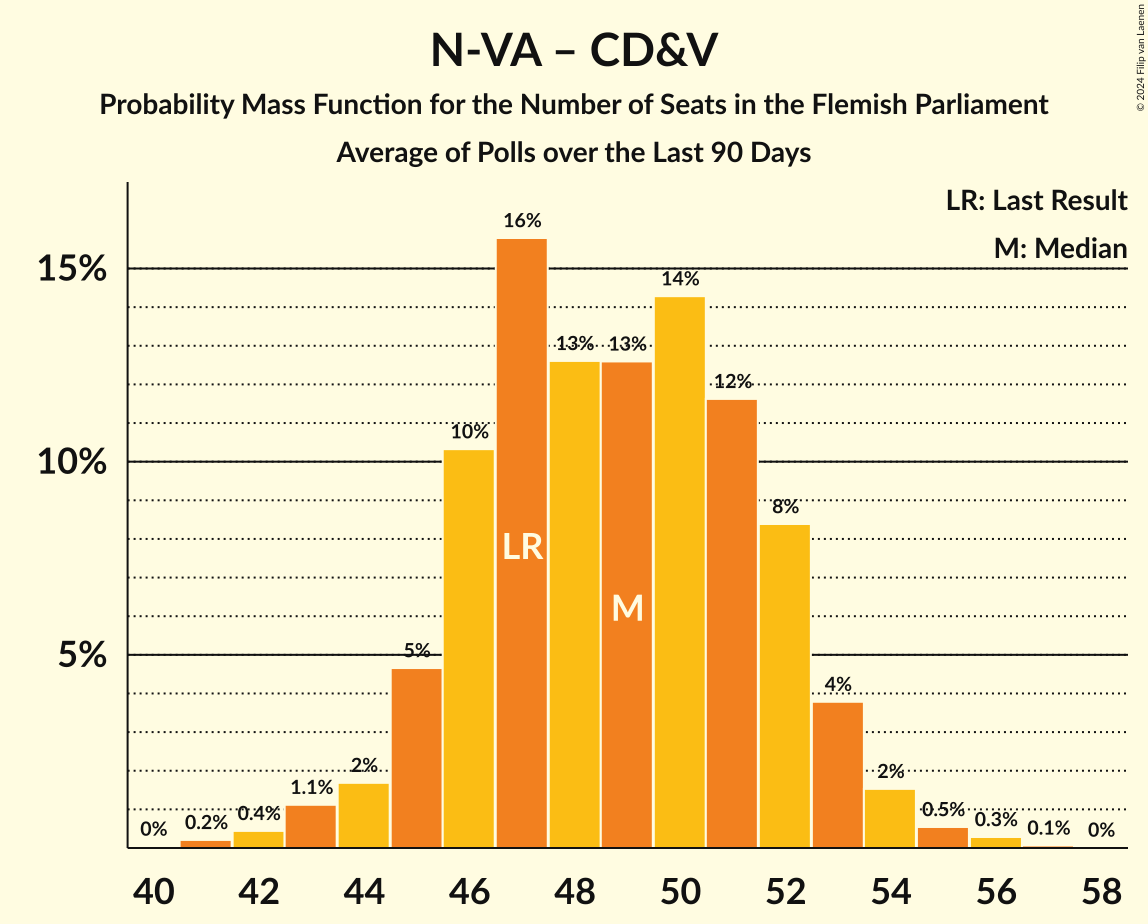 N-VA – CD&V
Probability Mass Function for the Number of Seats in the Flemish Parliament
Average of Polls over the Last 90 Days
© 2024 Filip van Laenen
LR: Last Result
M: Median
15%
10%
5%
0%
0.2%
0.4%
1.1%
2%
5%
10%
16%
13%
13%
14%
12%
8%
4%
2%
0.5%
0.3%
0.1%
0%
LR
M
40 42 44 46 48 50 52 54 56 58